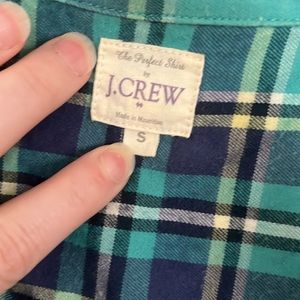 The Perfect Shirt
by
J.CREW
Made in Mauritius
S